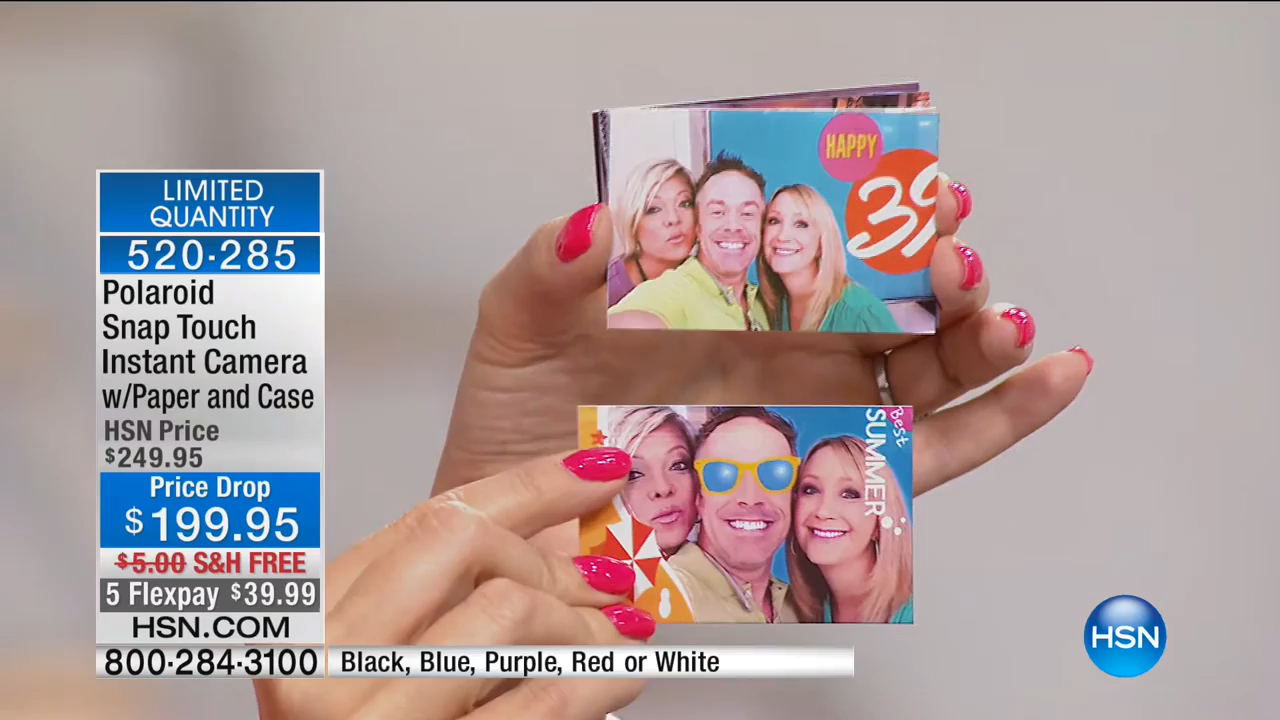 LIMITED
QUANTITY
520-285
Polaroid
Snap Touch
Instant Camera
w/Paper and Case
HSN Price
$249.95
Price Drop
$199.95
$5.00 S&H FREE
5 Flexpay $39.99
HSN.COM
800-284-3100
Black, Blue, Purple, Red or White
HAPPY
39
Best
SUMMER
HSN